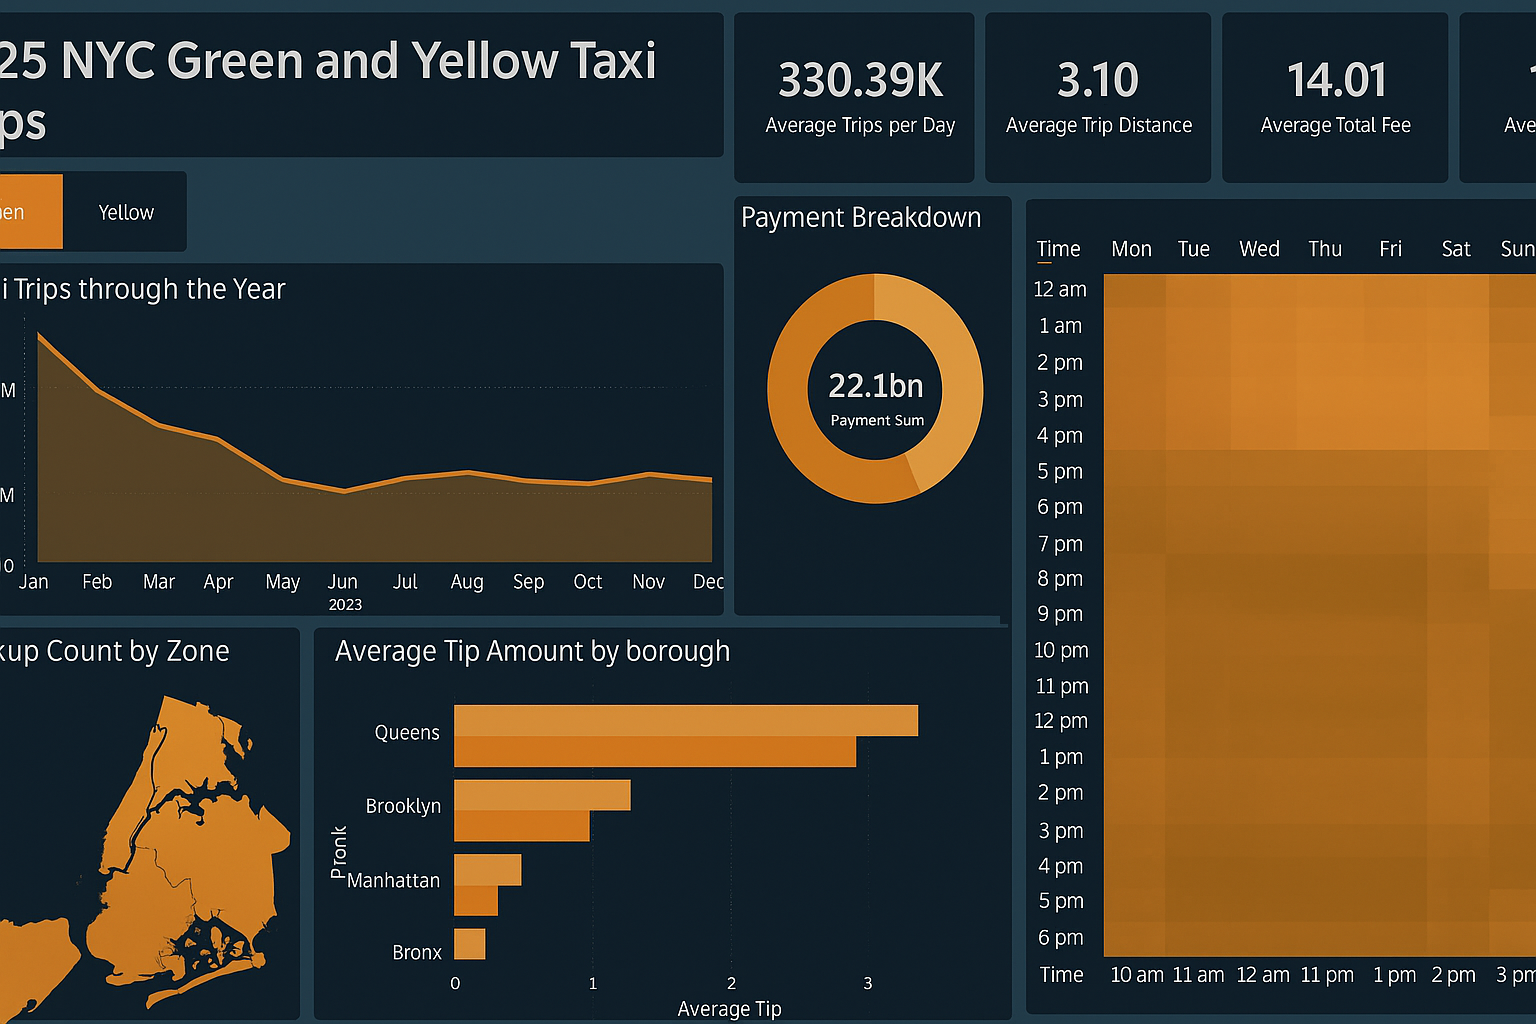 25 NYC Green and Yellow Taxi
ps
330.39K
Average Trips per Day
3.10
Average Trip Distance
14.01
Average Total Fee
Ave
en
Yellow
i Trips through the Year
M
M
0
Jan Feb Mar Apr May Jun Jul Aug Sep Oct Nov Dec
2023
Payment Breakdown
22.1bn
Payment Sum
Time Mon Tue Wed Thu Fri Sat Sun
12 am
1 am
2 pm
3 pm
4 pm
5 pm
6 pm
7 pm
8 pm
9 pm
10 pm
11 pm
12 pm
1 pm
2 pm
3 pm
4 pm
5 pm
6 pm
Time 10 am 11 am 12 am 11 pm 1 pm 2 pm 3 pm
kup Count by Zone
Average Tip Amount by borough
Pronk
Queens
Brooklyn
Manhattan
Bronx
0 1 2 3
Average Tip